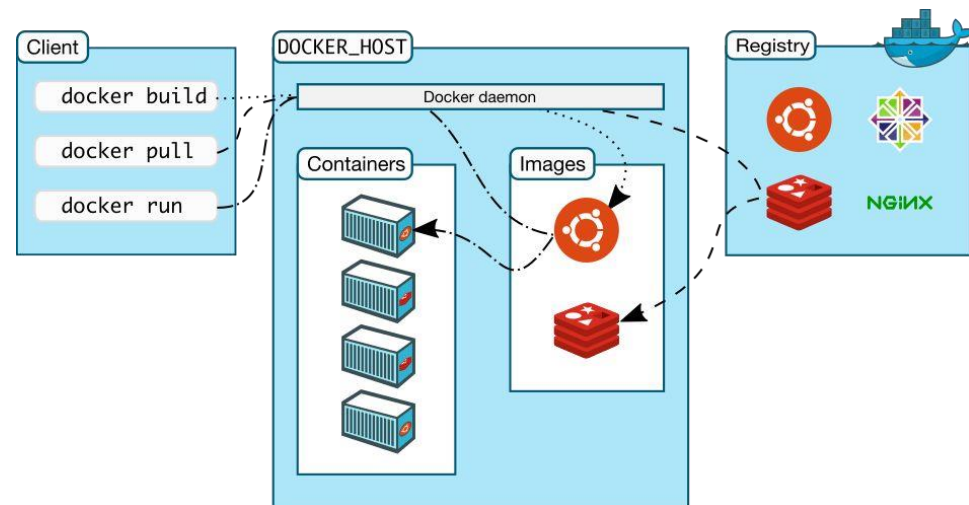 Client
docker build
docker pull
docker run
DOCKER_HOST
Docker daemon
Containers
Images
Registry
NGINX